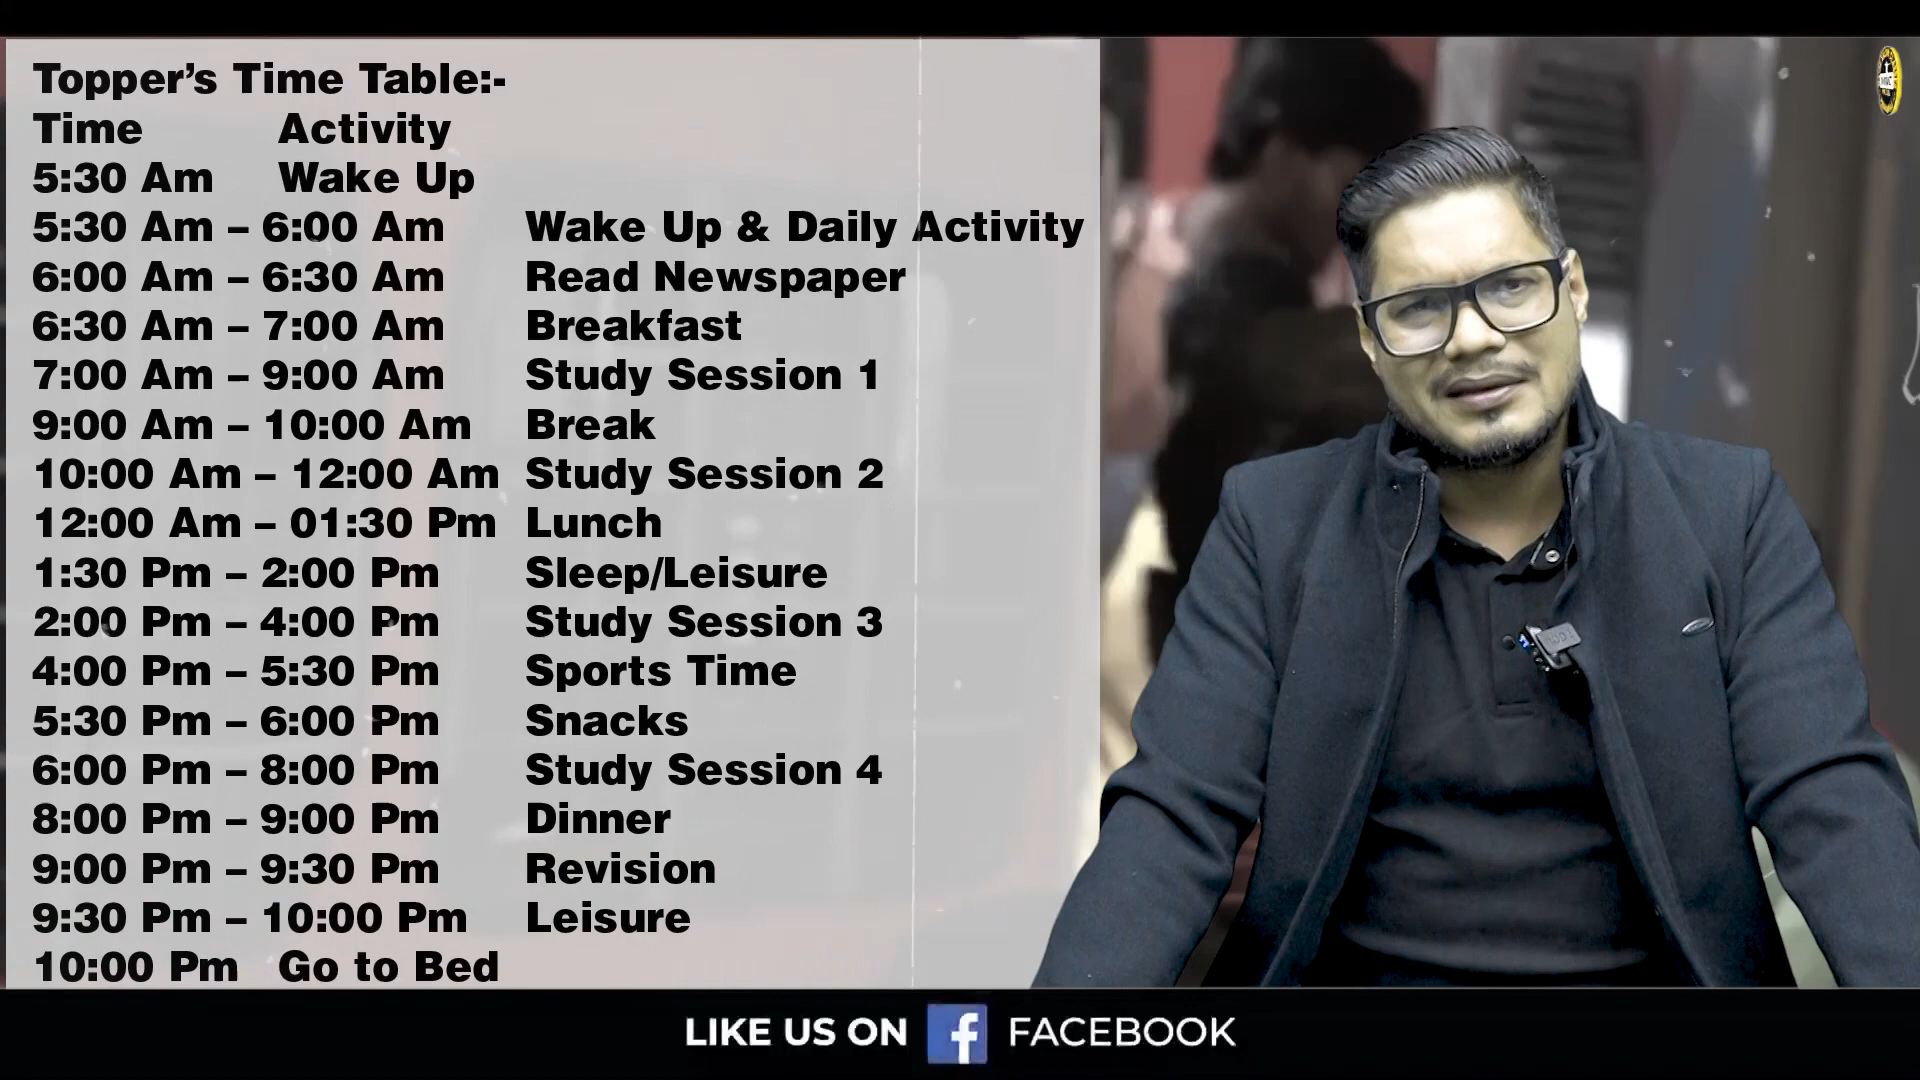 Topper's Time Table:-
Time Activity
5:30 Am Wake Up
5:30 Am – 6:00 Am Wake Up & Daily Activity
6:00 Am – 6:30 Am Read Newspaper
6:30 Am – 7:00 Am Breakfast
7:00 Am – 9:00 Am Study Session 1
9:00 Am – 10:00 Am Break
10:00 Am – 12:00 Am Study Session 2
12:00 Am – 01:30 Pm Lunch
1:30 Pm – 2:00 Pm Sleep/Leisure
2:00 Pm – 4:00 Pm Study Session 3
4:00 Pm – 5:30 Pm Sports Time
5:30 Pm – 6:00 Pm Snacks
6:00 Pm – 8:00 Pm Study Session 4
8:00 Pm – 9:00 Pm Dinner
9:00 Pm – 9:30 Pm Revision
9:30 Pm – 10:00 Pm Leisure
10:00 Pm Go to Bed
LIKE US ON f FACEBOOK